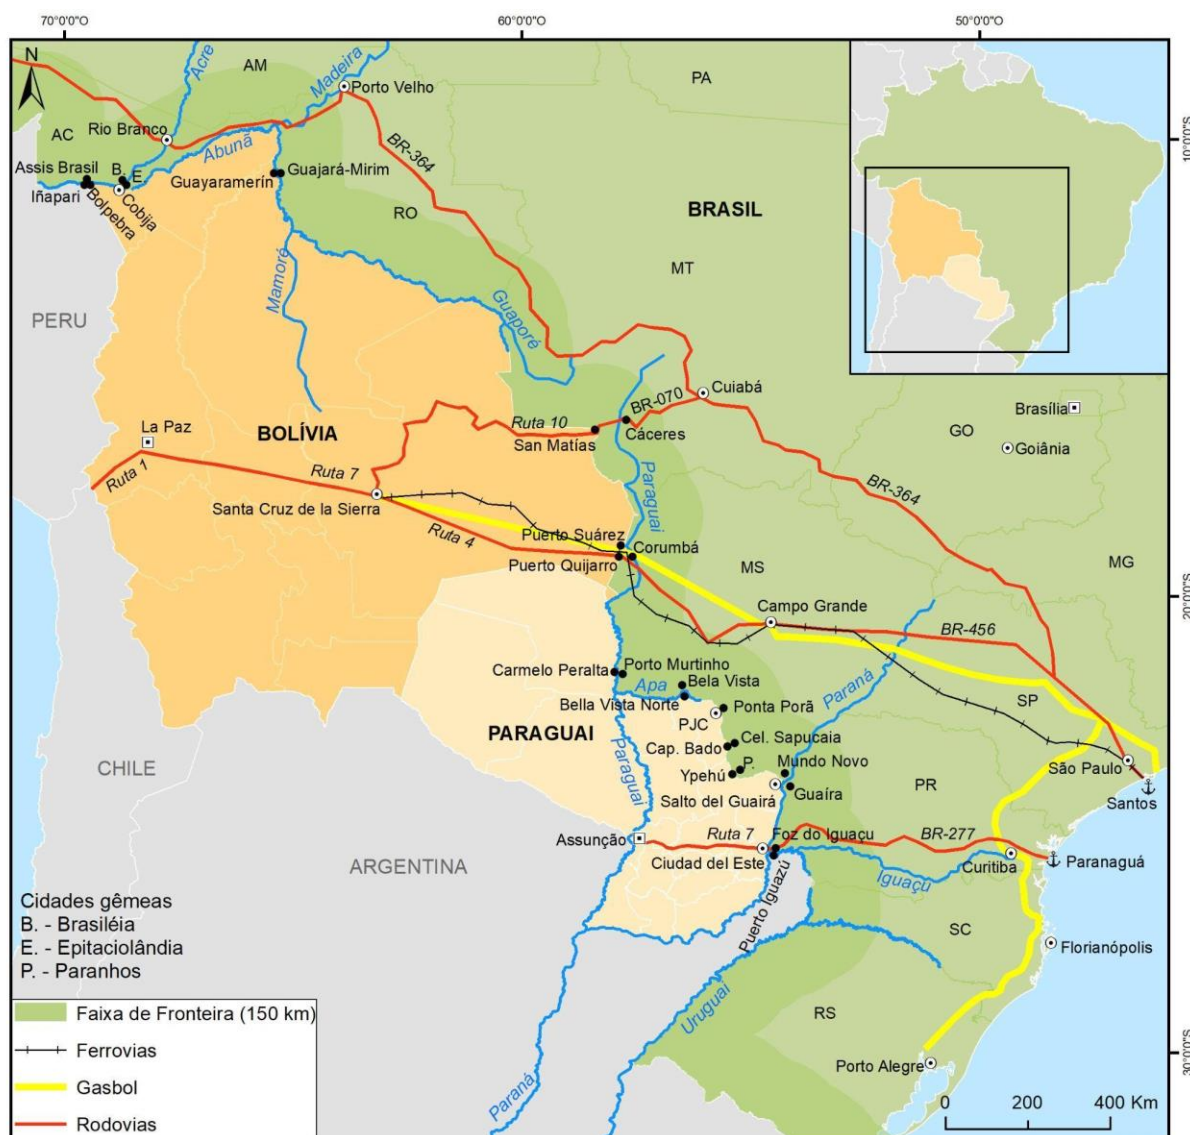 70°0'0"O
60°0'0"O
50°0'0"O
N
AM
Acre
Madeira
PA
Porto Velho
AC
Rio Branco
Abunã
BR-364
10°0'0"S
Assis Brasil
B.
E.
Guayaramerín
Guajará-Mirim
Iñapari
Bolpebra
Cobija
RO
BRASIL
MT
Mamoré
Guaporé
PERU
Cuiabá
BR-070
Brasília
La Paz
Ruta 10
GO
BOLÍVIA
San Matías
Cáceres
Goiânia
Ruta 1
Ruta 7
Paraguai
BR-364
Santa Cruz de la Sierra
Ruta 4
Puerto Suárez
Corumbá
Puerto Quijarro
MS
MG
20°0'0"S
Campo Grande
BR-456
Carmelo Peralta
Porto Murtinho
Apa
Bela Vista
Paraná
SP
Bella Vista Norte
Ponta Porã
PJC
PARAGUAI
Cel. Sapucaia
Cap. Bado
Paraguai
CHILE
P.
Mundo Novo
São Paulo
Ypehú
Guaíra
PR
Salto del Guairá
Santos
Assunção
Ruta 7
Foz do Iguaçu
BR-277
Ciudad del Este
Curitiba
Paranaguá
ARGENTINA
Iguaçu
Puerto Iguazú
Cidades gêmeas
B. - Brasiléia
E. - Epitaciolândia
P. - Paranhos
SC
Florianópolis
Uruguai
RS
Faixa de Fronteira (150 km)
Ferrovias
Gasbol
Rodovias
Paraná
Porto Alegre
30°0'0"S
0 200 400 Km